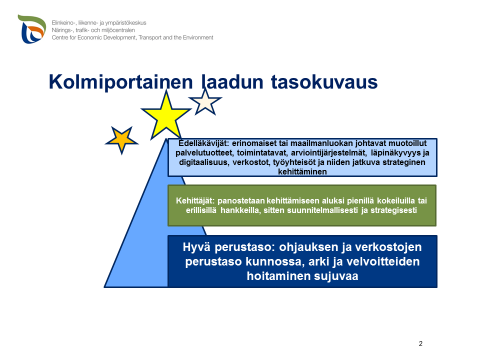 Elinkeino-, liikenne- ja ympäristökeskus
Närings-, trafik- och miljöcentralen
Centre for Economic Development, Transport and the Environment
Kolmiportainen laadun tasokuvaus
Edelläkävijät: erinomaiset tai maailmanluokan johtavat muotoillut
palvelutuotteet, toimintatavat, arviointijärjestelmät, läpinäkyvyys ja
digitaalisuus, verkostot, työyhteisöt ja niiden jatkuva strateginen
kehittäminen
Kehittäjät: panostetaan kehittämiseen aluksi pienillä kokeiluilla tai
erillisillä hankkeilla, sitten suunnitelmallisesti ja strategisesti
Hyvä perustaso: ohjauksen ja verkostojen
perustaso kunnossa, arki ja velvoitteiden
hoitaminen sujuvaa
2